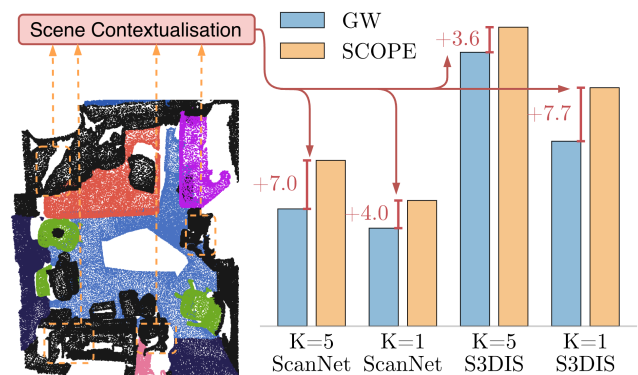 Scene Contextualisation
GW
SCOPE
+7.0
+4.0
+3.6
+7.7
K=5
ScanNet
K=1
ScanNet
K=5
S3DIS
K=1
S3DIS